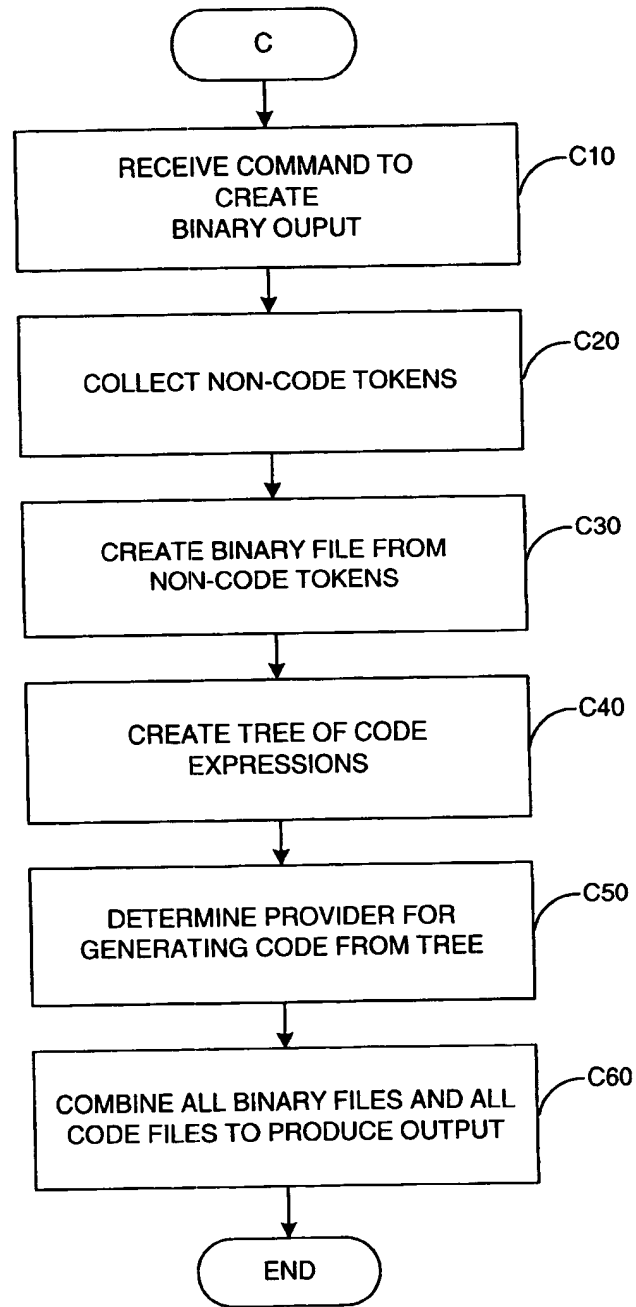 C
RECEIVE COMMAND TO
CREATE
BINARY OUPUT
C10
COLLECT NON-CODE TOKENS
C20
CREATE BINARY FILE FROM
NON-CODE TOKENS
C30
CREATE TREE OF CODE
EXPRESSIONS
C40
DETERMINE PROVIDER FOR
GENERATING CODE FROM TREE
C50
COMBINE ALL BINARY FILES AND ALL
CODE FILES TO PRODUCE OUTPUT
C60
END